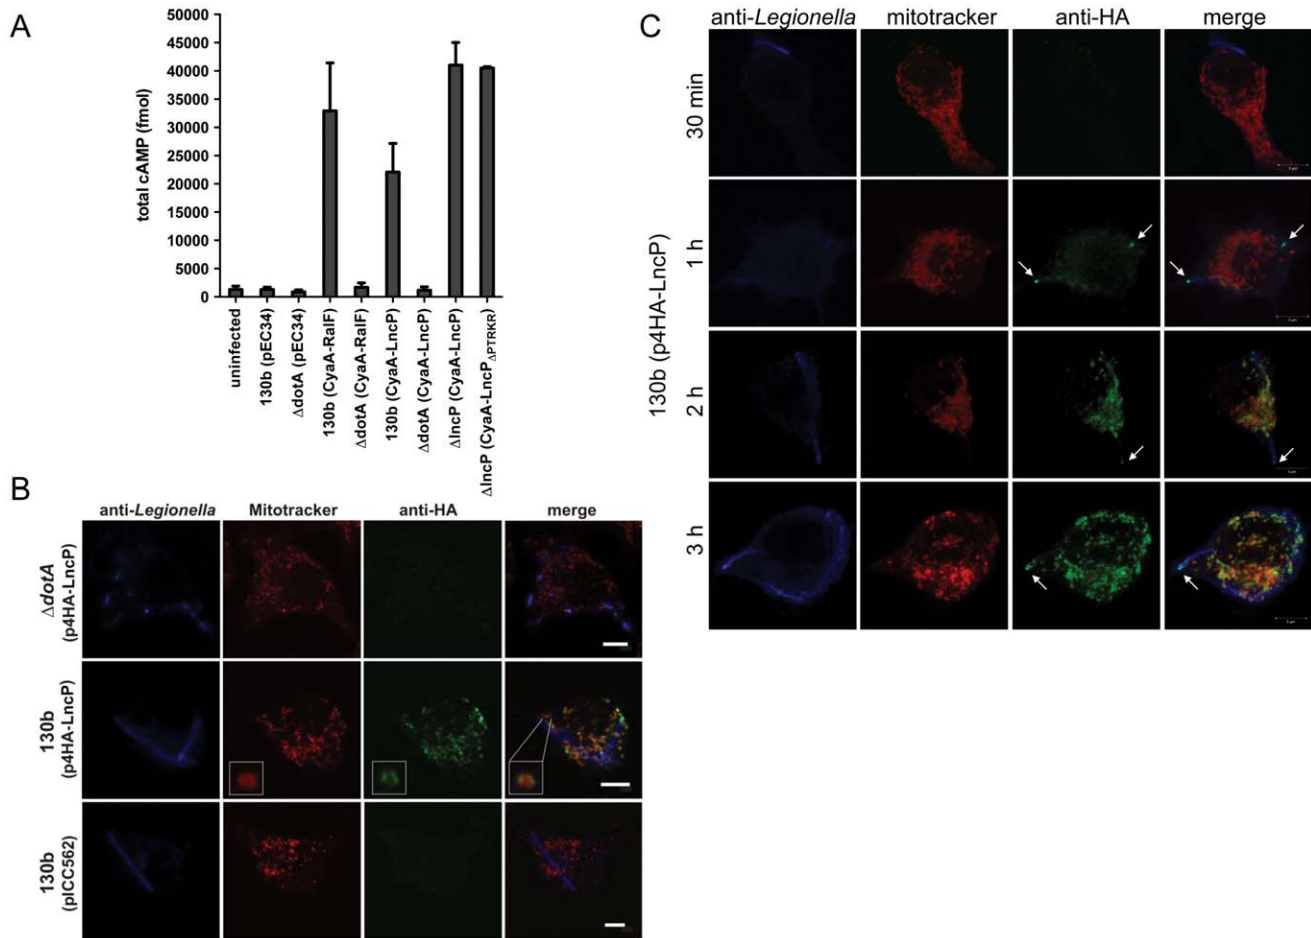 A
total cAMP (fmol)
50000
45000
40000
35000
30000
25000
20000
15000
10000
5000
0
uninfected
130b (pEC34)
ΔdotA (pEC34)
130b (CyaA-RalF)
ΔdotA (CyaA-RalF)
130b (CyaA-LncP)
ΔdotA (CyaA-LncP)
ΔlncP (CyaA-LncP)
ΔlncP (CyaA-LncPΔPTRKR)
B
anti-Legionella Mitotracker anti-HA merge
ΔdotA
(p4HA-LncP)
130b
(p4HA-LncP)
130b
(pICC562)
C
anti-Legionella mitotracker anti-HA merge
130b (p4HA-LncP)
30 min
1 h
2 h
3 h